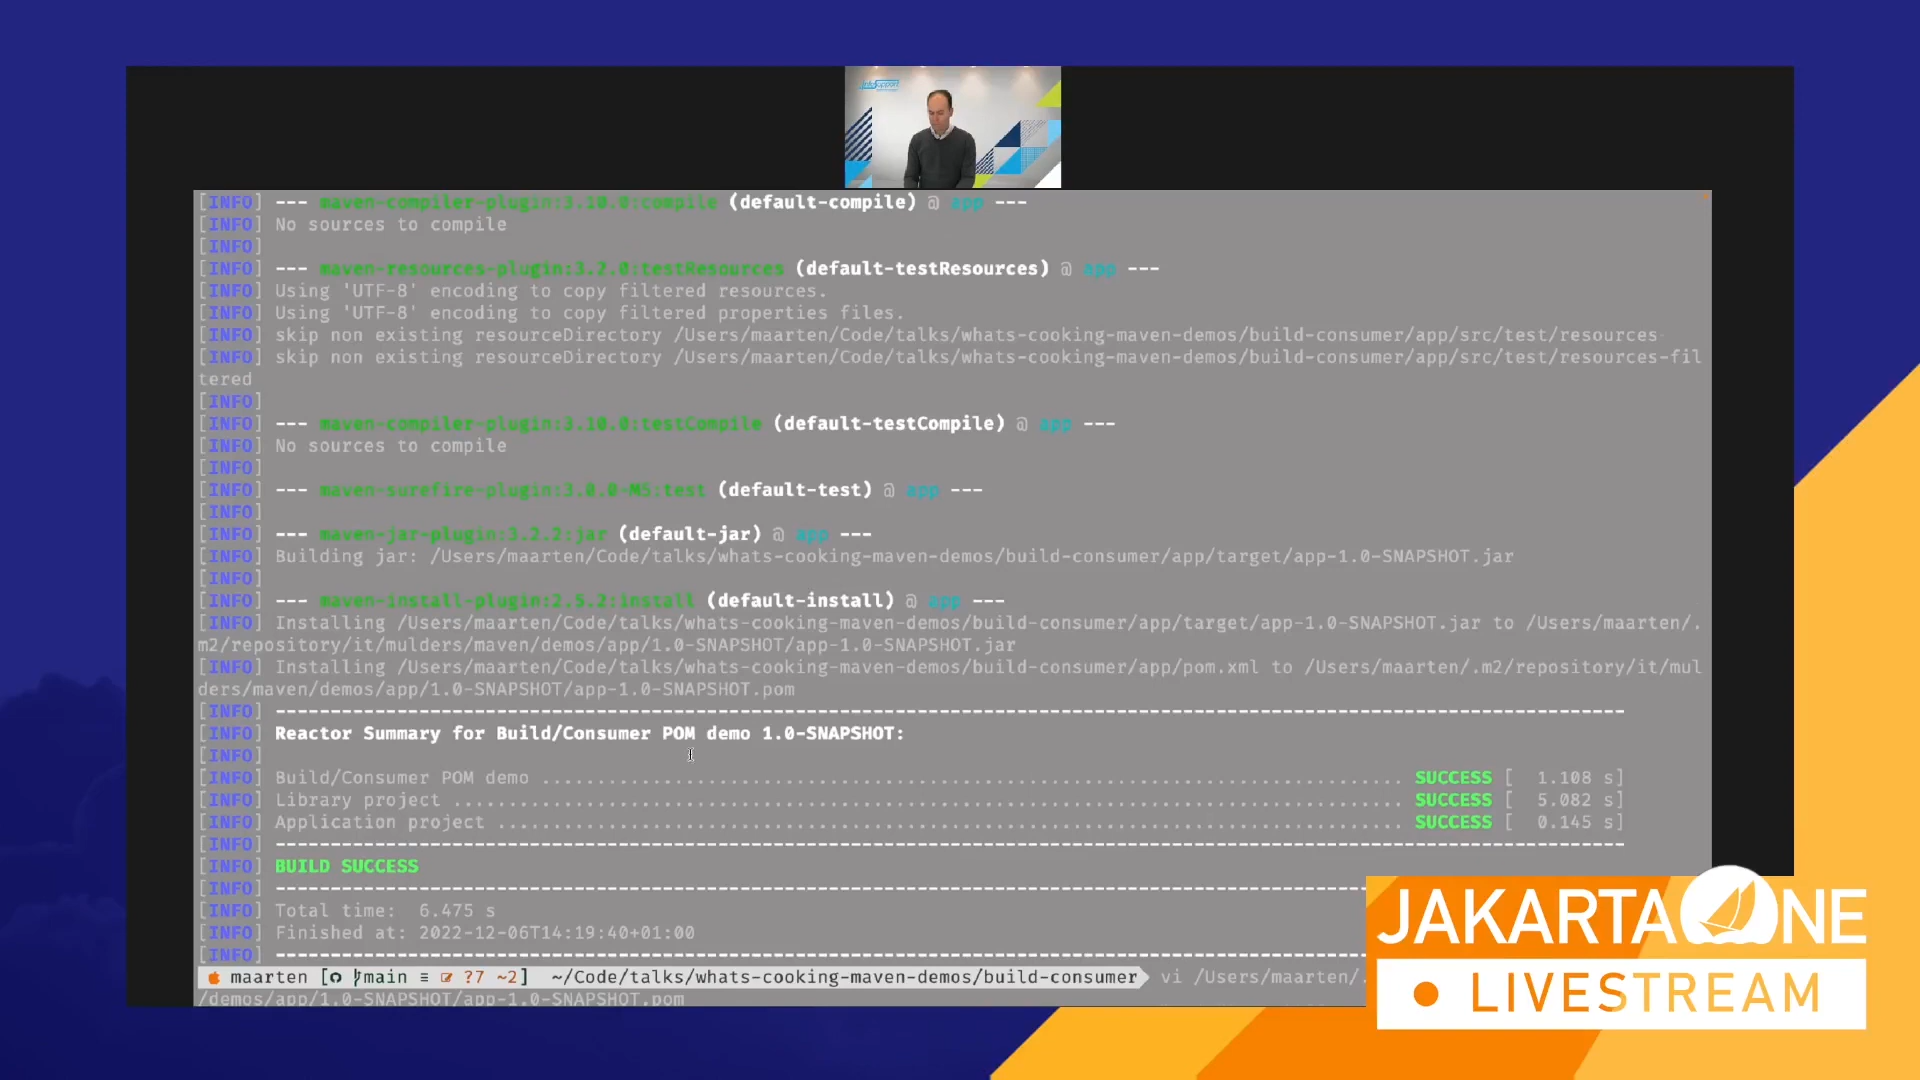 InfoSupport
[INFO] --- maven-compiler-plugin:3.10.0:compile (default-compile) @ app ---
[INFO] No sources to compile
[INFO]
[INFO] --- maven-resources-plugin:3.2.0:testResources (default-testResources) @ app ---
[INFO] Using 'UTF-8' encoding to copy filtered resources.
[INFO] Using 'UTF-8' encoding to copy filtered properties files.
[INFO] skip non existing resourceDirectory /Users/maarten/Code/talks/whats-cooking-maven-demos/build-consumer/app/src/test/resources
[INFO] skip non existing resourceDirectory /Users/maarten/Code/talks/whats-cooking-maven-demos/build-consumer/app/src/test/resources-fil
tered
[INFO]
[INFO] --- maven-compiler-plugin:3.10.0:testCompile (default-testCompile) @ app ---
[INFO] No sources to compile
[INFO]
[INFO] --- maven-surefire-plugin:3.0.0-M5:test (default-test) @ app ---
[INFO]
[INFO] --- maven-jar-plugin:3.2.2:jar (default-jar) @ app ---
[INFO] Building jar: /Users/maarten/Code/talks/whats-cooking-maven-demos/build-consumer/app/target/app-1.0-SNAPSHOT.jar
[INFO]
[INFO] --- maven-install-plugin:2.5.2:install (default-install) @ app ---
[INFO] Installing /Users/maarten/Code/talks/whats-cooking-maven-demos/build-consumer/app/target/app-1.0-SNAPSHOT.jar to /Users/maarten/.
m2/repository/it/mulders/maven/demos/app/1.0-SNAPSHOT/app-1.0-SNAPSHOT.jar
[INFO] Installing /Users/maarten/Code/talks/whats-cooking-maven-demos/build-consumer/app/pom.xml to /Users/maarten/.m2/repository/it/mul
ders/maven/demos/app/1.0-SNAPSHOT/app-1.0-SNAPSHOT.pom
[INFO] ------------------------------------------------------------------------
[INFO] Reactor Summary for Build/Consumer POM demo 1.0-SNAPSHOT:
[INFO]
[INFO] Build/Consumer POM demo ........................................ SUCCESS [  1.108 s]
[INFO] Library project ................................................ SUCCESS [  5.082 s]
[INFO] Application project ............................................ SUCCESS [  0.145 s]
[INFO] ------------------------------------------------------------------------
[INFO] BUILD SUCCESS
[INFO] ------------------------------------------------------------------------
[INFO] Total time:  6.475 s
[INFO] Finished at: 2022-12-06T14:19:40+01:00
[INFO] ------------------------------------------------------------------------
maarten [main ≡ ?7 ~2] ~/Code/talks/whats-cooking-maven-demos/build-consumer vi /Users/maarten/.
/demos/app/1.0-SNAPSHOT/app-1.0-SNAPSHOT.pom
JAKARTAONE
LIVESTREAM